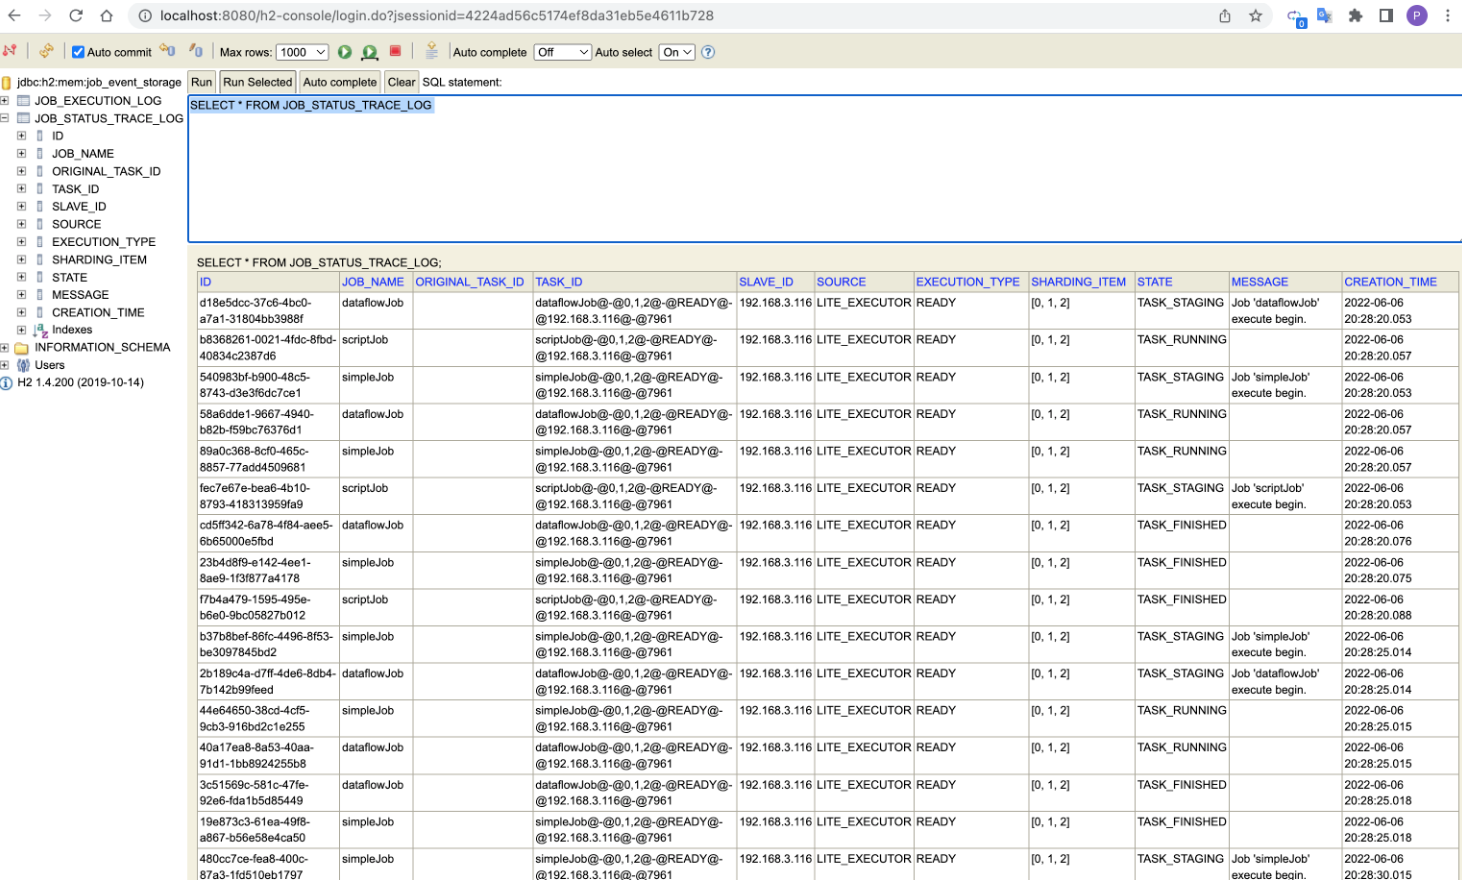 localhost:8080/h2-console/login.do?jsessionid=4224ad56c5174ef8da31eb5e4611b728
0
P
Auto commit
Max rows: 1000
Auto complete Off
Auto select On
jdbc:h2:mem:job_event_storage
Run Run Selected Auto complete Clear SQL statement:
JOB_EXECUTION_LOG
JOB_STATUS_TRACE_LOG
ID
JOB_NAME
ORIGINAL_TASK_ID
TASK_ID
SLAVE_ID
SOURCE
EXECUTION_TYPE
SHARDING_ITEM
STATE
MESSAGE
CREATION_TIME
Indexes
INFORMATION_SCHEMA
Users
H2 1.4.200 (2019-10-14)
SELECT * FROM JOB_STATUS_TRACE_LOG
SELECT * FROM JOB_STATUS_TRACE_LOG;
ID JOB_NAME ORIGINAL_TASK_ID TASK_ID SLAVE_ID SOURCE EXECUTION_TYPE SHARDING_ITEM STATE MESSAGE CREATION_TIME
d18e5dcc-37c6-4bc0- dataflowJob dataflowJob@-@0,1,2@-@READY@- 192.168.3.116 LITE_EXECUTOR READY [0, 1, 2] TASK_STAGING Job 'dataflowJob' 2022-06-06
a7a1-31804bb3988f @192.168.3.116@-@7961 execute begin. 20:28:20.053
b8368261-0021-4fdc-8fbd- scriptJob scriptJob@-@0,1,2@-@READY@- 192.168.3.116 LITE_EXECUTOR READY [0, 1, 2] TASK_RUNNING 2022-06-06
40834c2387d6 @192.168.3.116@-@7961 20:28:20.057
540983bf-b900-48c5- simpleJob simpleJob@-@0,1,2@-@READY@- 192.168.3.116 LITE_EXECUTOR READY [0, 1, 2] TASK_STAGING Job 'simpleJob' 2022-06-06
8743-d3e3f6dc7ce1 @192.168.3.116@-@7961 execute begin. 20:28:20.053
58a6dde1-9667-4940- dataflowJob dataflowJob@-@0,1,2@-@READY@- 192.168.3.116 LITE_EXECUTOR READY [0, 1, 2] TASK_RUNNING 2022-06-06
b82b-f59bc76376d1 @192.168.3.116@-@7961 20:28:20.057
89a0c368-8cf0-465c- simpleJob simpleJob@-@0,1,2@-@READY@- 192.168.3.116 LITE_EXECUTOR READY [0, 1, 2] TASK_RUNNING 2022-06-06
8857-77add4509681 @192.168.3.116@-@7961 20:28:20.057
fec7e67e-bea6-4b10- scriptJob scriptJob@-@0,1,2@-@READY@- 192.168.3.116 LITE_EXECUTOR READY [0, 1, 2] TASK_STAGING Job 'scriptJob' 2022-06-06
8793-418313959fa9 @192.168.3.116@-@7961 execute begin. 20:28:20.053
cd5ff342-6a78-4f84-aee5- dataflowJob dataflowJob@-@0,1,2@-@READY@- 192.168.3.116 LITE_EXECUTOR READY [0, 1, 2] TASK_FINISHED 2022-06-06
6b65000e5fbd @192.168.3.116@-@7961 20:28:20.076
23b4d8f9-e142-4ee1- simpleJob simpleJob@-@0,1,2@-@READY@- 192.168.3.116 LITE_EXECUTOR READY [0, 1, 2] TASK_FINISHED 2022-06-06
8ae9-1f3f877a4178 @192.168.3.116@-@7961 20:28:20.075
f7b4a479-1595-495e- scriptJob scriptJob@-@0,1,2@-@READY@- 192.168.3.116 LITE_EXECUTOR READY [0, 1, 2] TASK_FINISHED 2022-06-06
b6e0-9bc05827b012 @192.168.3.116@-@7961 20:28:20.088
b37b8bef-86fc-4496-8f53- simpleJob simpleJob@-@0,1,2@-@READY@- 192.168.3.116 LITE_EXECUTOR READY [0, 1, 2] TASK_STAGING Job 'simpleJob' 2022-06-06
be3097845bd2 @192.168.3.116@-@7961 execute begin. 20:28:25.014
2b189c4a-d7ff-4de6-8db4- dataflowJob dataflowJob@-@0,1,2@-@READY@- 192.168.3.116 LITE_EXECUTOR READY [0, 1, 2] TASK_STAGING Job 'dataflowJob' 2022-06-06
7b142b99feed @192.168.3.116@-@7961 execute begin. 20:28:25.014
44e64650-38cd-4cf5- simpleJob simpleJob@-@0,1,2@-@READY@- 192.168.3.116 LITE_EXECUTOR READY [0, 1, 2] TASK_RUNNING 2022-06-06
9cb3-916bd2c1e255 @192.168.3.116@-@7961 20:28:25.015
40a17ea8-8a53-40aa- dataflowJob dataflowJob@-@0,1,2@-@READY@- 192.168.3.116 LITE_EXECUTOR READY [0, 1, 2] TASK_RUNNING 2022-06-06
91d1-1bb8924255b8 @192.168.3.116@-@7961 20:28:25.015
3c51569c-581c-47fe- dataflowJob dataflowJob@-@0,1,2@-@READY@- 192.168.3.116 LITE_EXECUTOR READY [0, 1, 2] TASK_FINISHED 2022-06-06
92e6-fda1b5d85449 @192.168.3.116@-@7961 20:28:25.018
19e873c3-61ea-49f8- simpleJob simpleJob@-@0,1,2@-@READY@- 192.168.3.116 LITE_EXECUTOR READY [0, 1, 2] TASK_FINISHED 2022-06-06
a867-b56e58e4ca50 @192.168.3.116@-@7961 20:28:25.018
480cc7ce-fea8-400c- simpleJob simpleJob@-@0,1,2@-@READY@- 192.168.3.116 LITE_EXECUTOR READY [0, 1, 2] TASK_STAGING Job 'simpleJob' 2022-06-06
87a3-1fd510eb1797 @192.168.3.116@-@7961 execute begin. 20:28:30.015